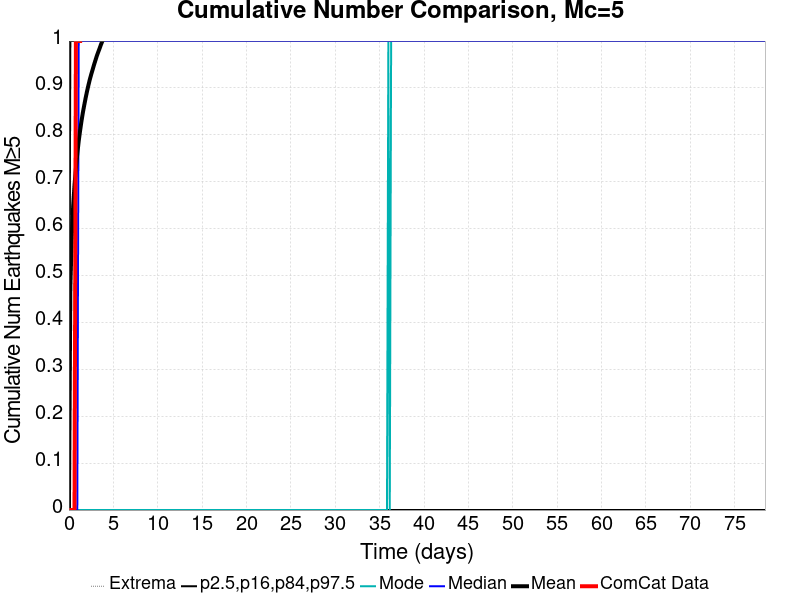 Cumulative Number Comparison, Mc=5
1
0.9
0.8
0.7
0.6
0.5
0.4
0.3
0.2
0.1
0
Cumulative Num Earthquakes M≥5
0 5 10 15 20 25 30 35 40 45 50 55 60 65 70 75
Time (days)
Extrema p2.5,p16,p84,p97.5 Mode Median Mean ComCat Data